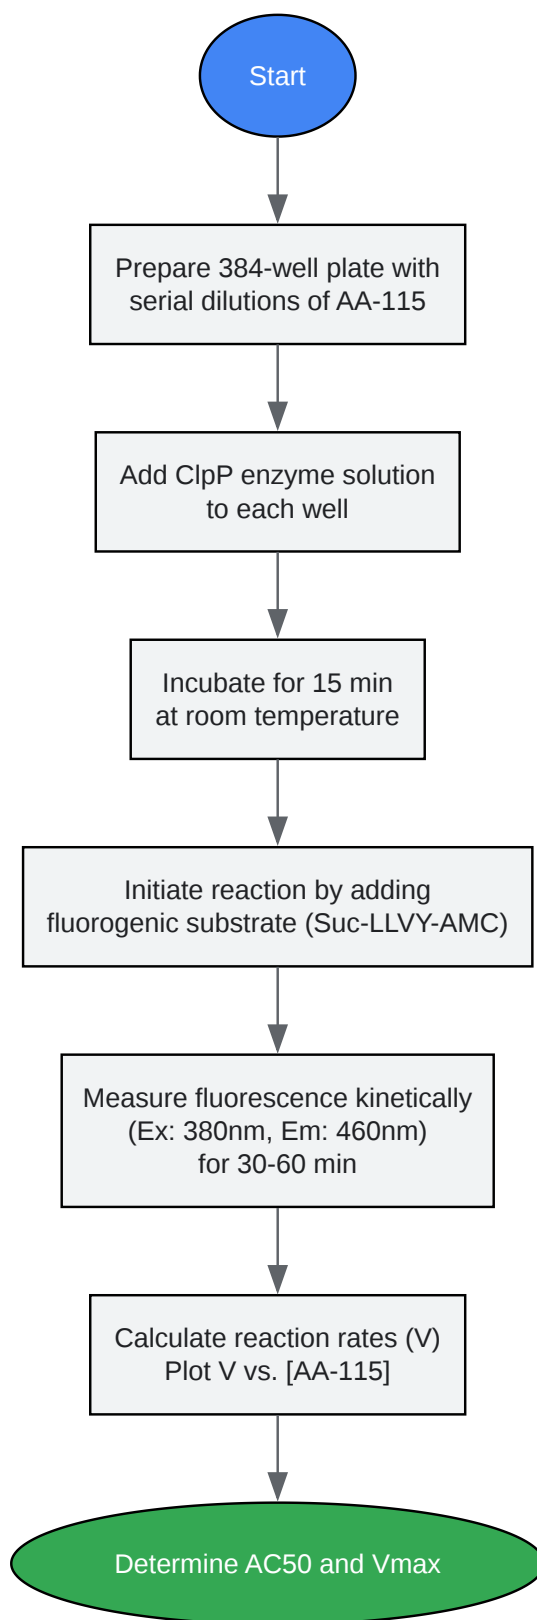 Start
Prepare 384-well plate with
serial dilutions of AA-115
Add ClpP enzyme solution
to each well
Incubate for 15 min
at room temperature
Initiate reaction by adding
fluorogenic substrate (Suc-LLVY-AMC)
Measure fluorescence kinetically
(Ex: 380nm, Em: 460nm)
for 30-60 min
Calculate reaction rates (V)
Plot V vs. [AA-115]
Determine AC50 and Vmax